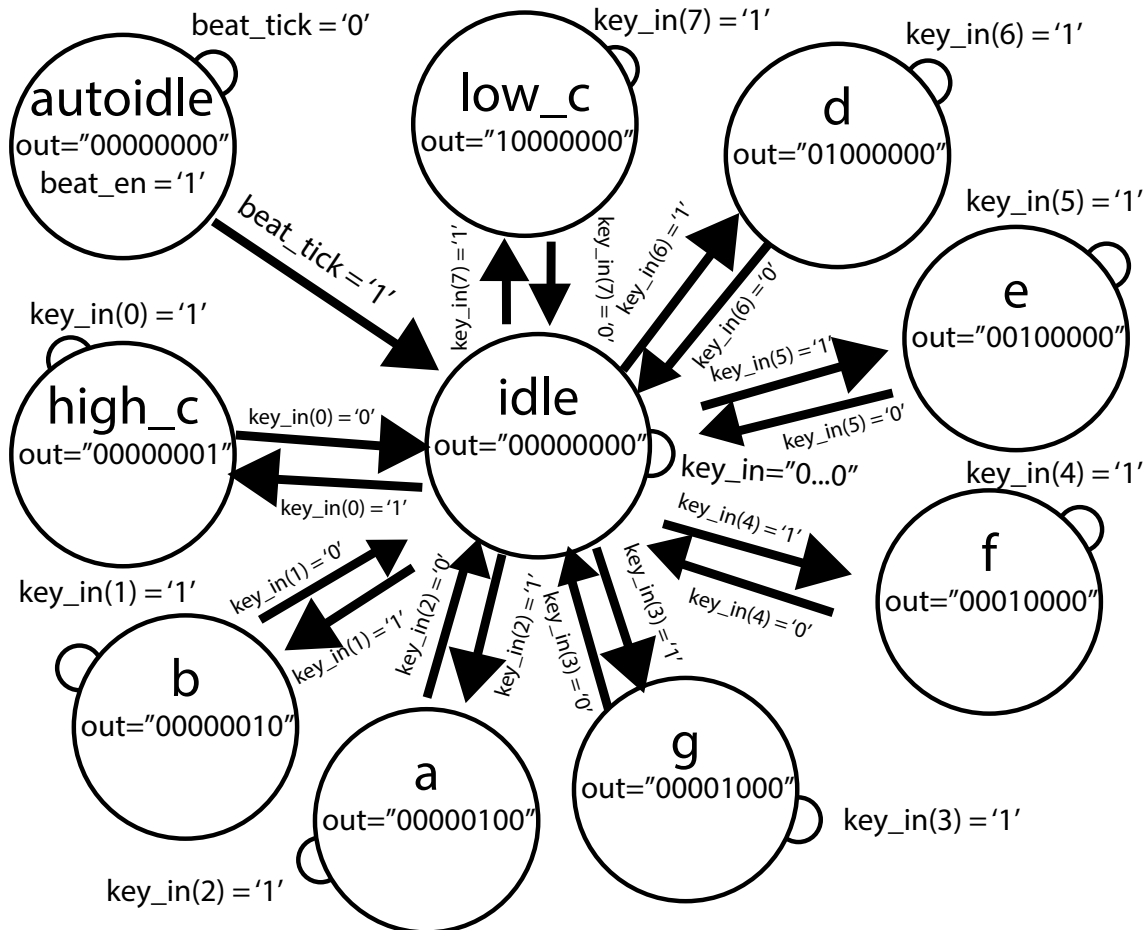 beat_tick = ‘0’
autoidle
out=”00000000”
beat_en = ‘1’
beat_tick = ‘1’
key_in(7) = ‘1’
low_c
out=”10000000”
key_in(7) = ‘1’
key_in(7) = ‘0’
key_in(6) = ‘1’
d
out=”01000000”
key_in(6) = ‘1’
key_in(6) = ‘0’
key_in(5) = ‘1’
e
out=”00100000”
key_in(5) = ‘1’
key_in(5) = ‘0’
key_in(0) = ‘1’
high_c
out=”00000001”
key_in(0) = ‘0’
key_in(0) = ‘1’
idle
out=”00000000”
key_in=”0...0”
key_in(4) = ‘1’
f
out=”00010000”
key_in(4) = ‘1’
key_in(4) = ‘0’
key_in(1) = ‘1’
b
out=”00000010”
key_in(1) = ‘0’
key_in(1) = ‘1’
key_in(2) = ‘0’
key_in(2) = ‘1’
a
out=”00000100”
key_in(2) = ‘1’
key_in(3) = ‘0’
key_in(3) = ‘1’
g
out=”00001000”
key_in(3) = ‘1’